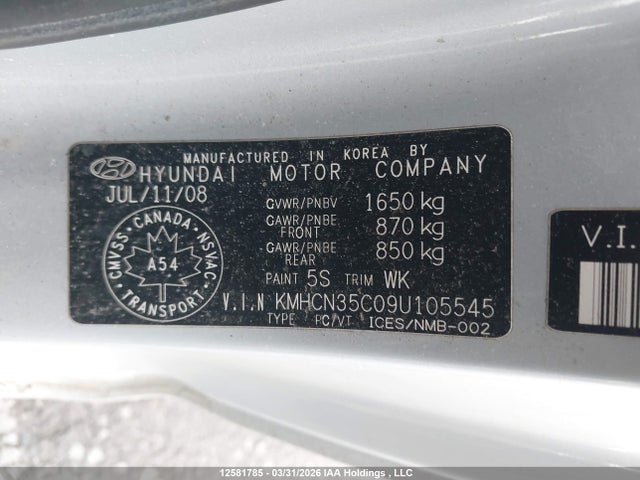 MANUFACTURED IN KOREA BY
HYUNDAI MOTOR COMPANY
JUL/11/08
GVWR/PNBV 1650 kg
GAWR/PNBE FRONT 870 kg
GAWR/PNBE REAR 850 kg
CANADA
CMVSS A54 NSVAC
TRANSPORT
PAINT 5S TRIM WK
V.I.N KMHCN35C09U105545
TYPE PC/VT ICES/NMB-002
V.I.
12581785 - 03/31/2026 IAA Holdings, LLC